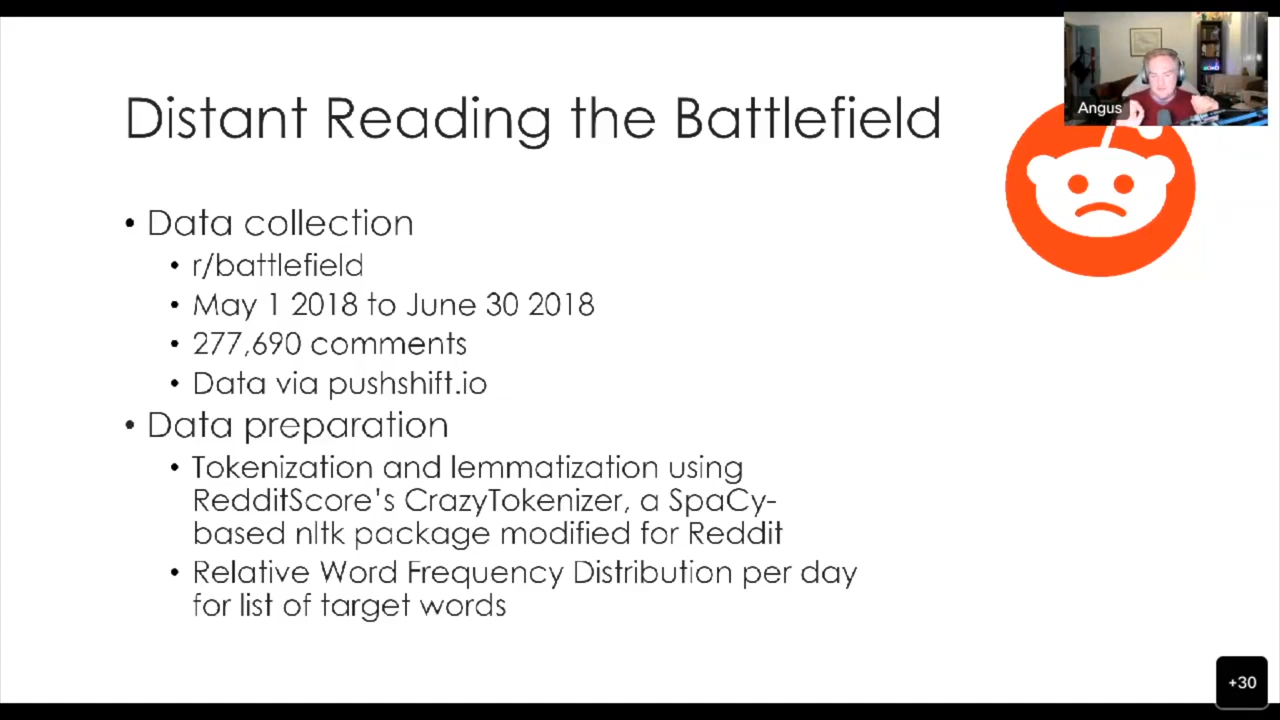 Distant Reading the Battlefield
Angus
• Data collection
• r/battlefield
• May 1 2018 to June 30 2018
• 277,690 comments
• Data via pushshift.io
• Data preparation
• Tokenization and lemmatization using
RedditScore's CrazyTokenizer, a SpaCy-
based nltk package modified for Reddit
• Relative Word Frequency Distribution per day
for list of target words
+30